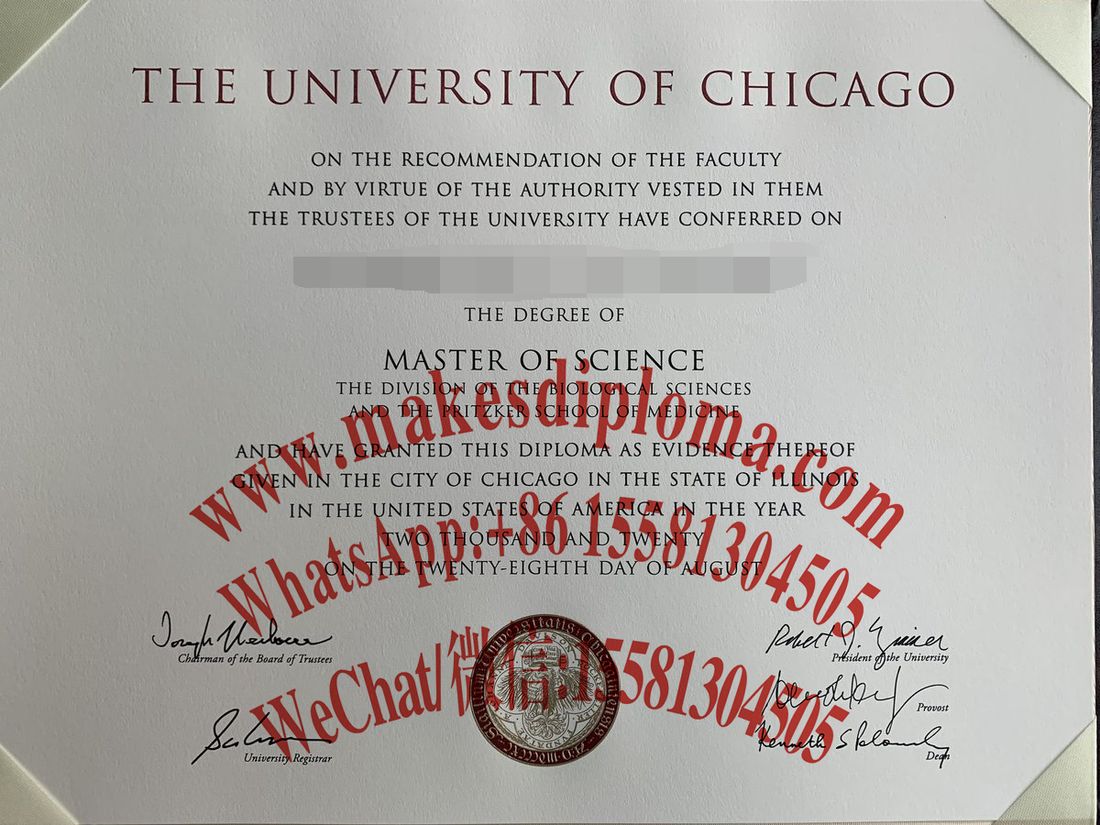 THE UNIVERSITY OF CHICAGO
ON THE RECOMMENDATION OF THE FACULTY
AND BY VIRTUE OF THE AUTHORITY VESTED IN THEM
THE TRUSTEES OF THE UNIVERSITY HAVE CONFERRED ON
THE DEGREE OF
MASTER OF SCIENCE
THE DIVISION OF THE BIOLOGICAL SCIENCES
AND THE PRITZKER SCHOOL OF MEDICINE
www.makesdiploma.com
AND HAVE GRANTED THIS DIPLOMA AS EVIDENCE THEREOF
GIVEN IN THE CITY OF CHICAGO IN THE STATE OF ILLINOIS
IN THE UNITED STATES OF AMERICA IN THE YEAR
TWO THOUSAND AND TWENTY
WhatsApp:+86 15581304505
ON THE TWENTY-EIGHTH DAY OF AUGUST
Chairman of the Board of Trustees
President of the University
WeChat/微信:15581304505
Provost
University Registrar
Dean